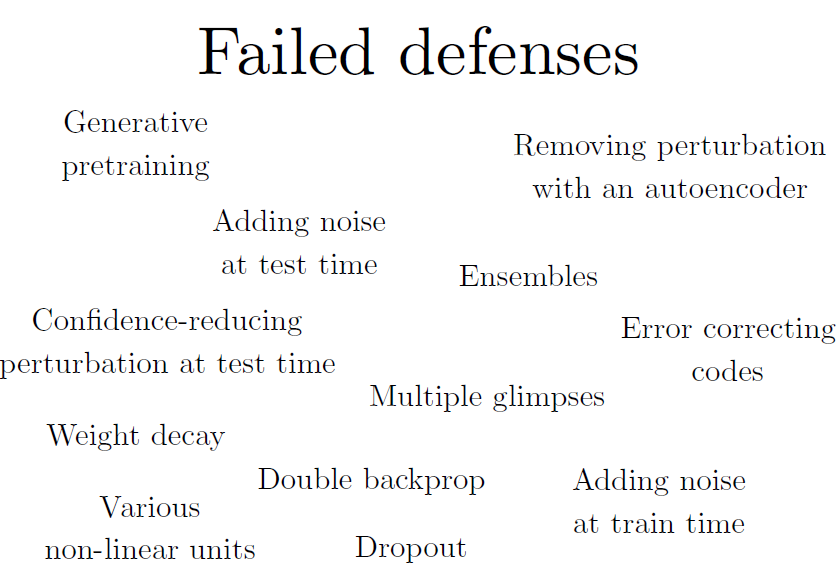 Failed defenses
Generative
pretraining
Removing perturbation
with an autoencoder
Adding noise
at test time
Ensembles
Confidence-reducing
perturbation at test time
Error correcting
codes
Multiple glimpses
Weight decay
Double backprop
Adding noise
at train time
Various
non-linear units
Dropout